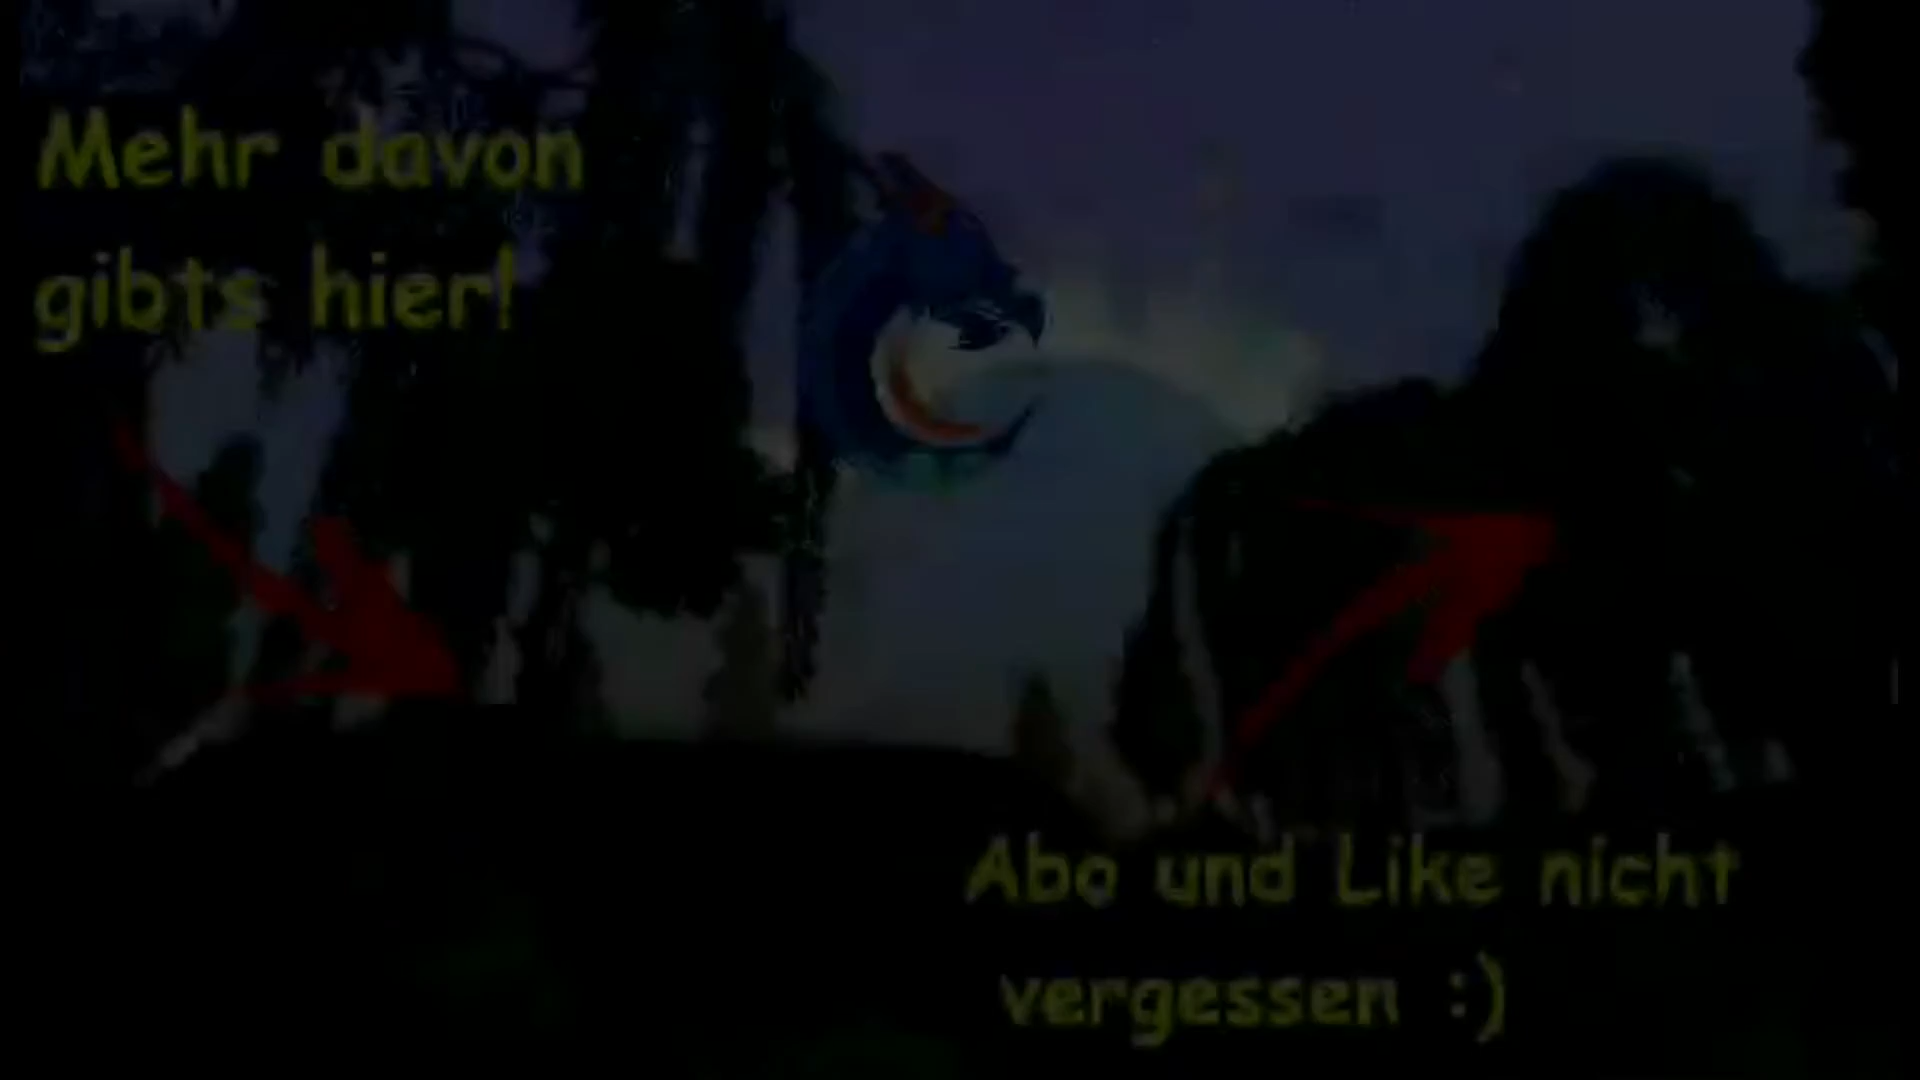 Mehr davon
gibts hier!
Abo und Like nicht
vergessen :)